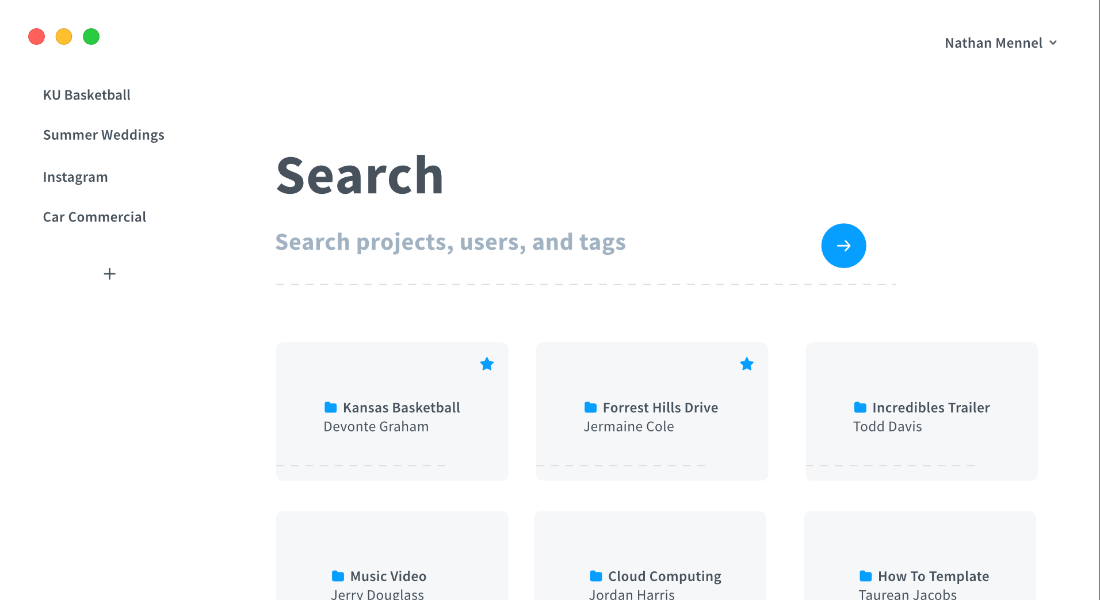 Nathan Mennel
KU Basketball
Summer Weddings
Instagram
Car Commercial
Search
Search projects, users, and tags
Kansas Basketball
Devonte Graham
Forrest Hills Drive
Jermaine Cole
Incredibles Trailer
Todd Davis
Music Video
Jerry Douglass
Cloud Computing
Jordan Harris
How To Template
Taurean Jacobs